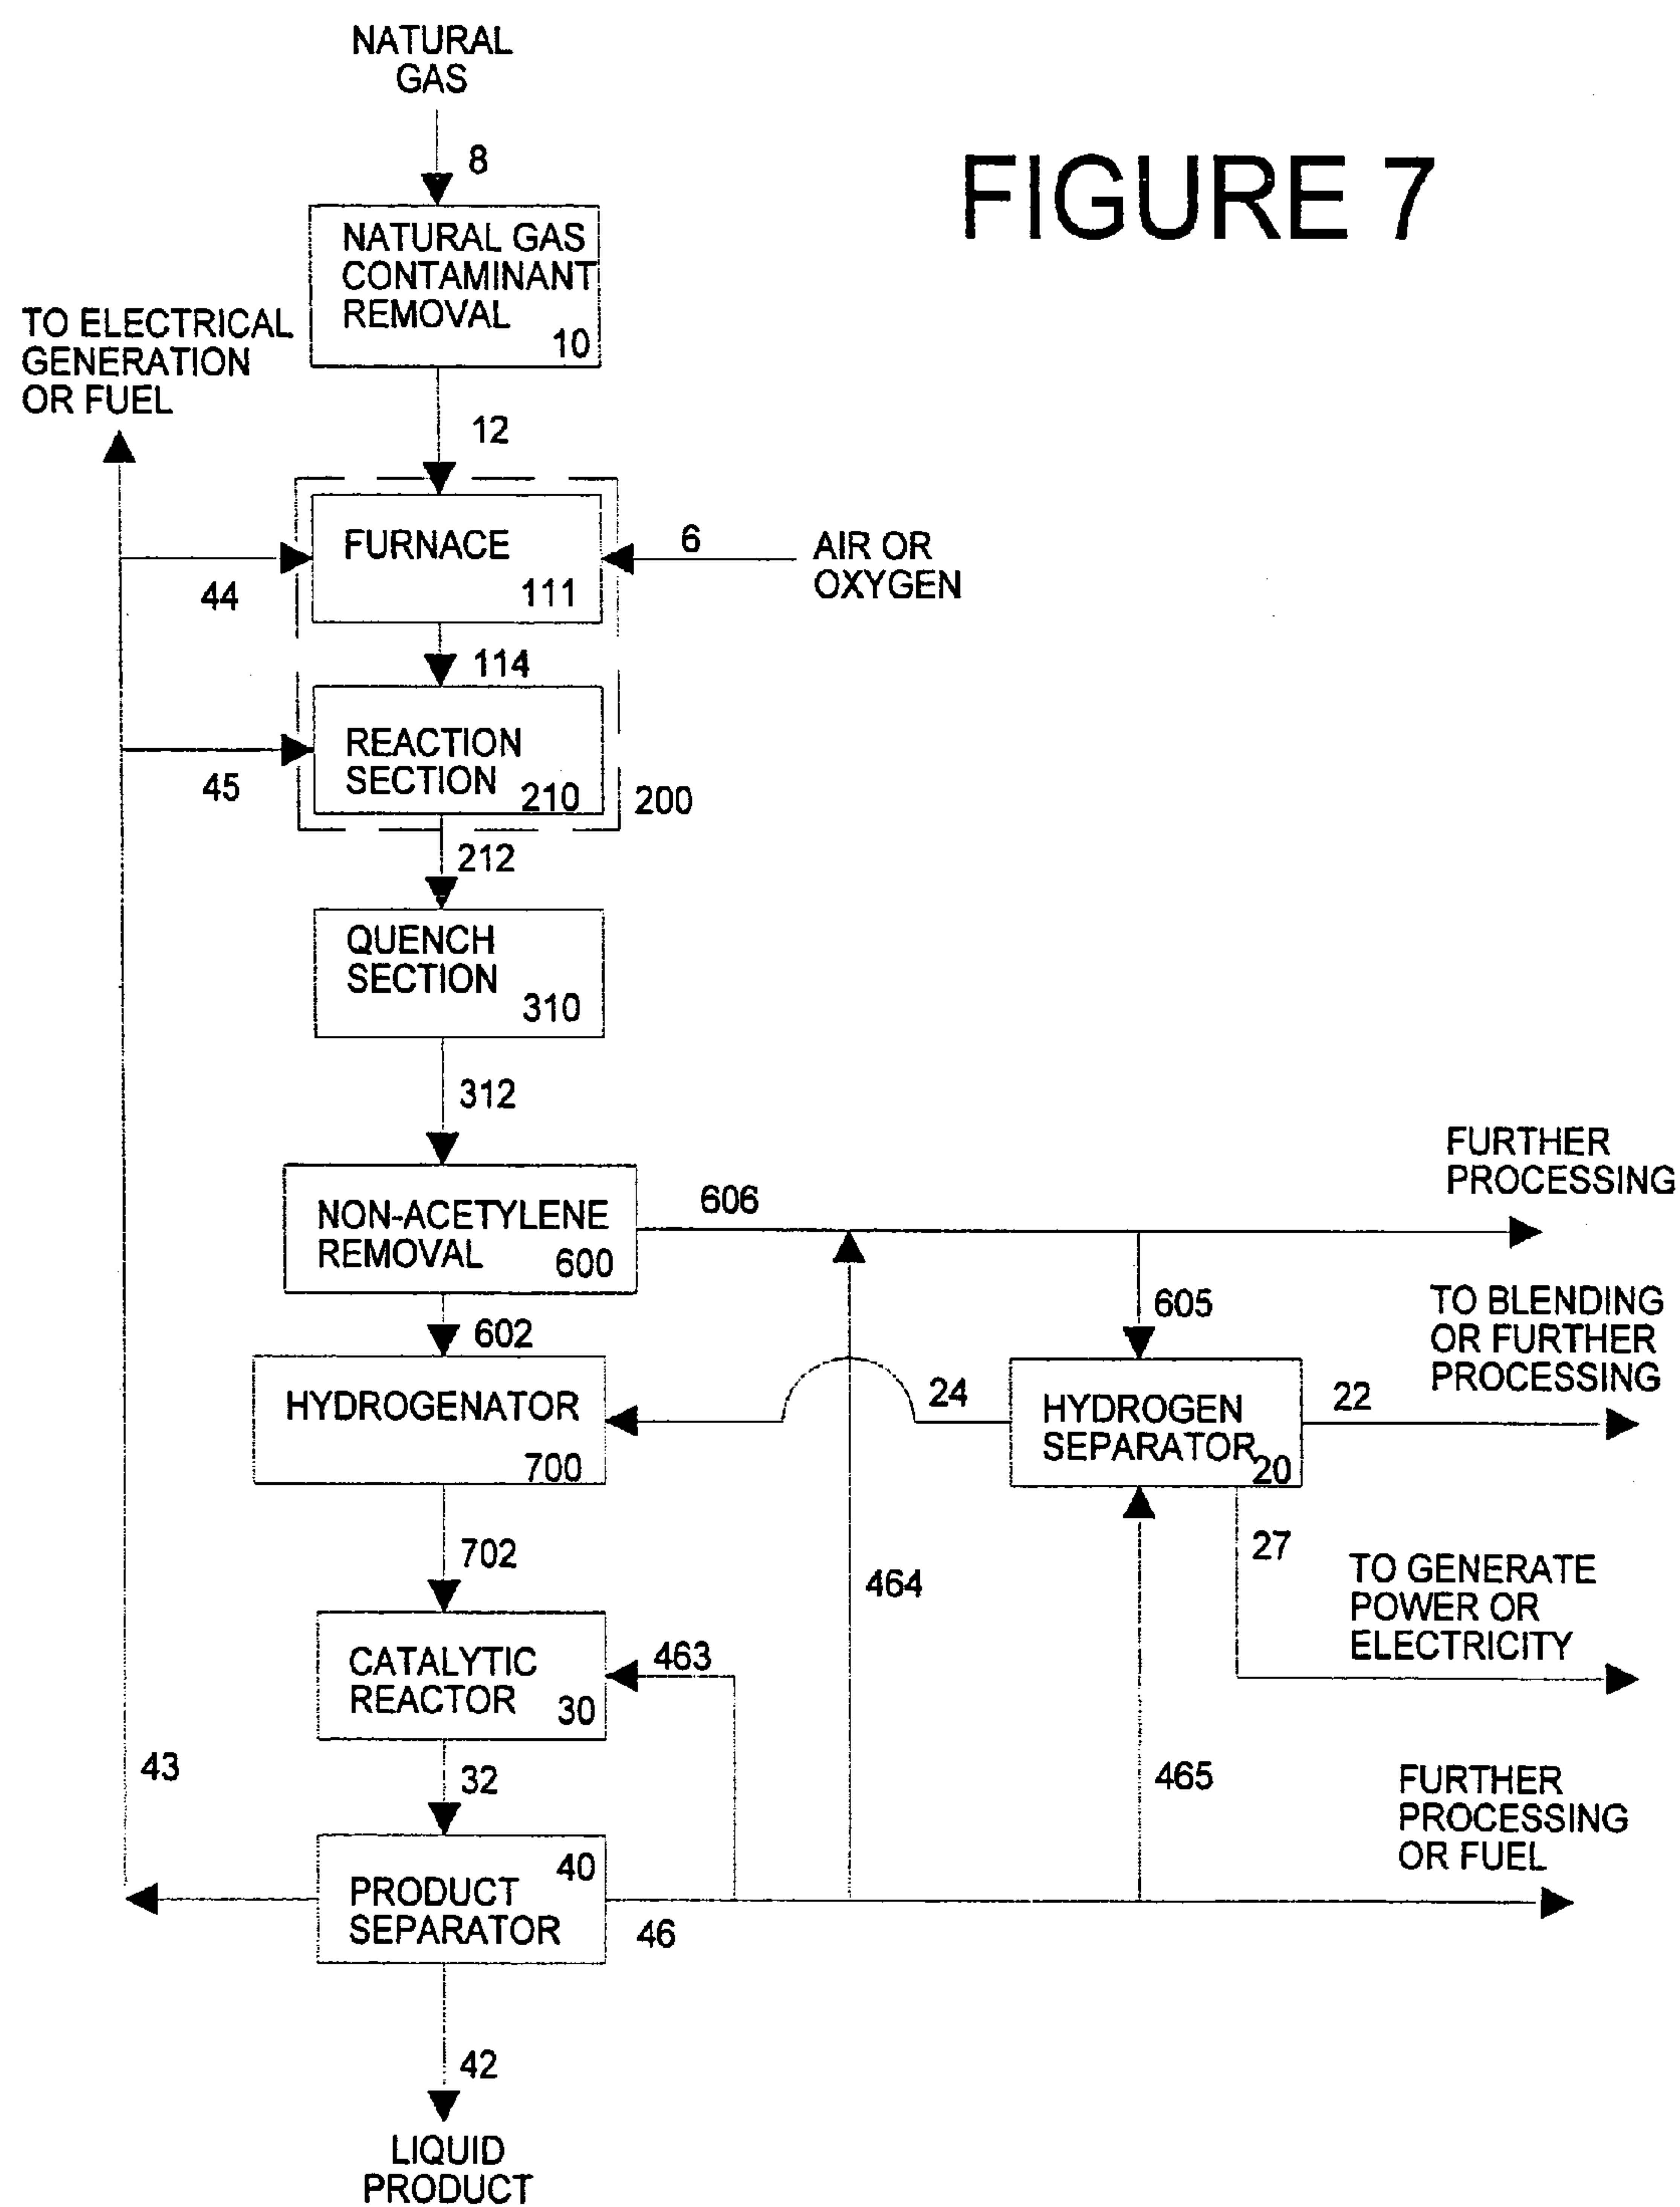 NATURAL
GAS
8
FIGURE 7
NATURAL GAS
CONTAMINANT
REMOVAL
10
TO ELECTRICAL
GENERATION
OR FUEL
12
FURNACE
111
6
AIR OR
OXYGEN
44
114
REACTION
SECTION
210
45
200
212
QUENCH
SECTION
310
312
FURTHER
PROCESSING
NON-ACETYLENE
REMOVAL
600
606
602
605
TO BLENDING
OR FURTHER
PROCESSING
HYDROGENATOR
700
24
HYDROGEN
SEPARATOR
20
22
702
27
TO GENERATE
POWER OR
ELECTRICITY
464
CATALYTIC
REACTOR
30
463
43
32
465
FURTHER
PROCESSING
OR FUEL
40
PRODUCT
SEPARATOR
46
42
LIQUID
PRODUCT